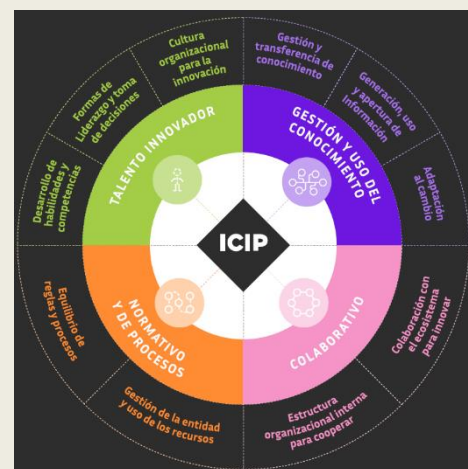 Cultura
organizacional
para la
innovación
Gestión y
transferencia de
conocimiento
Formas de
Liderazgo y toma
de decisiones
Generación, uso
y apertura de
Información
Desarrollo de
habilidades y
competencias
Adaptación
al cambio
TALENTO INNOVADOR
GESTIÓN Y USO DEL
CONOCIMIENTO
ICIP
NORMATIVO
Y DE PROCESOS
COLABORATIVO
Equilibrio de
reglas y procesos
Colaboración con
el ecosistema
para innovar
Gestión de la entidad
y uso de los recursos
Estructura
organizacional interna
para cooperar